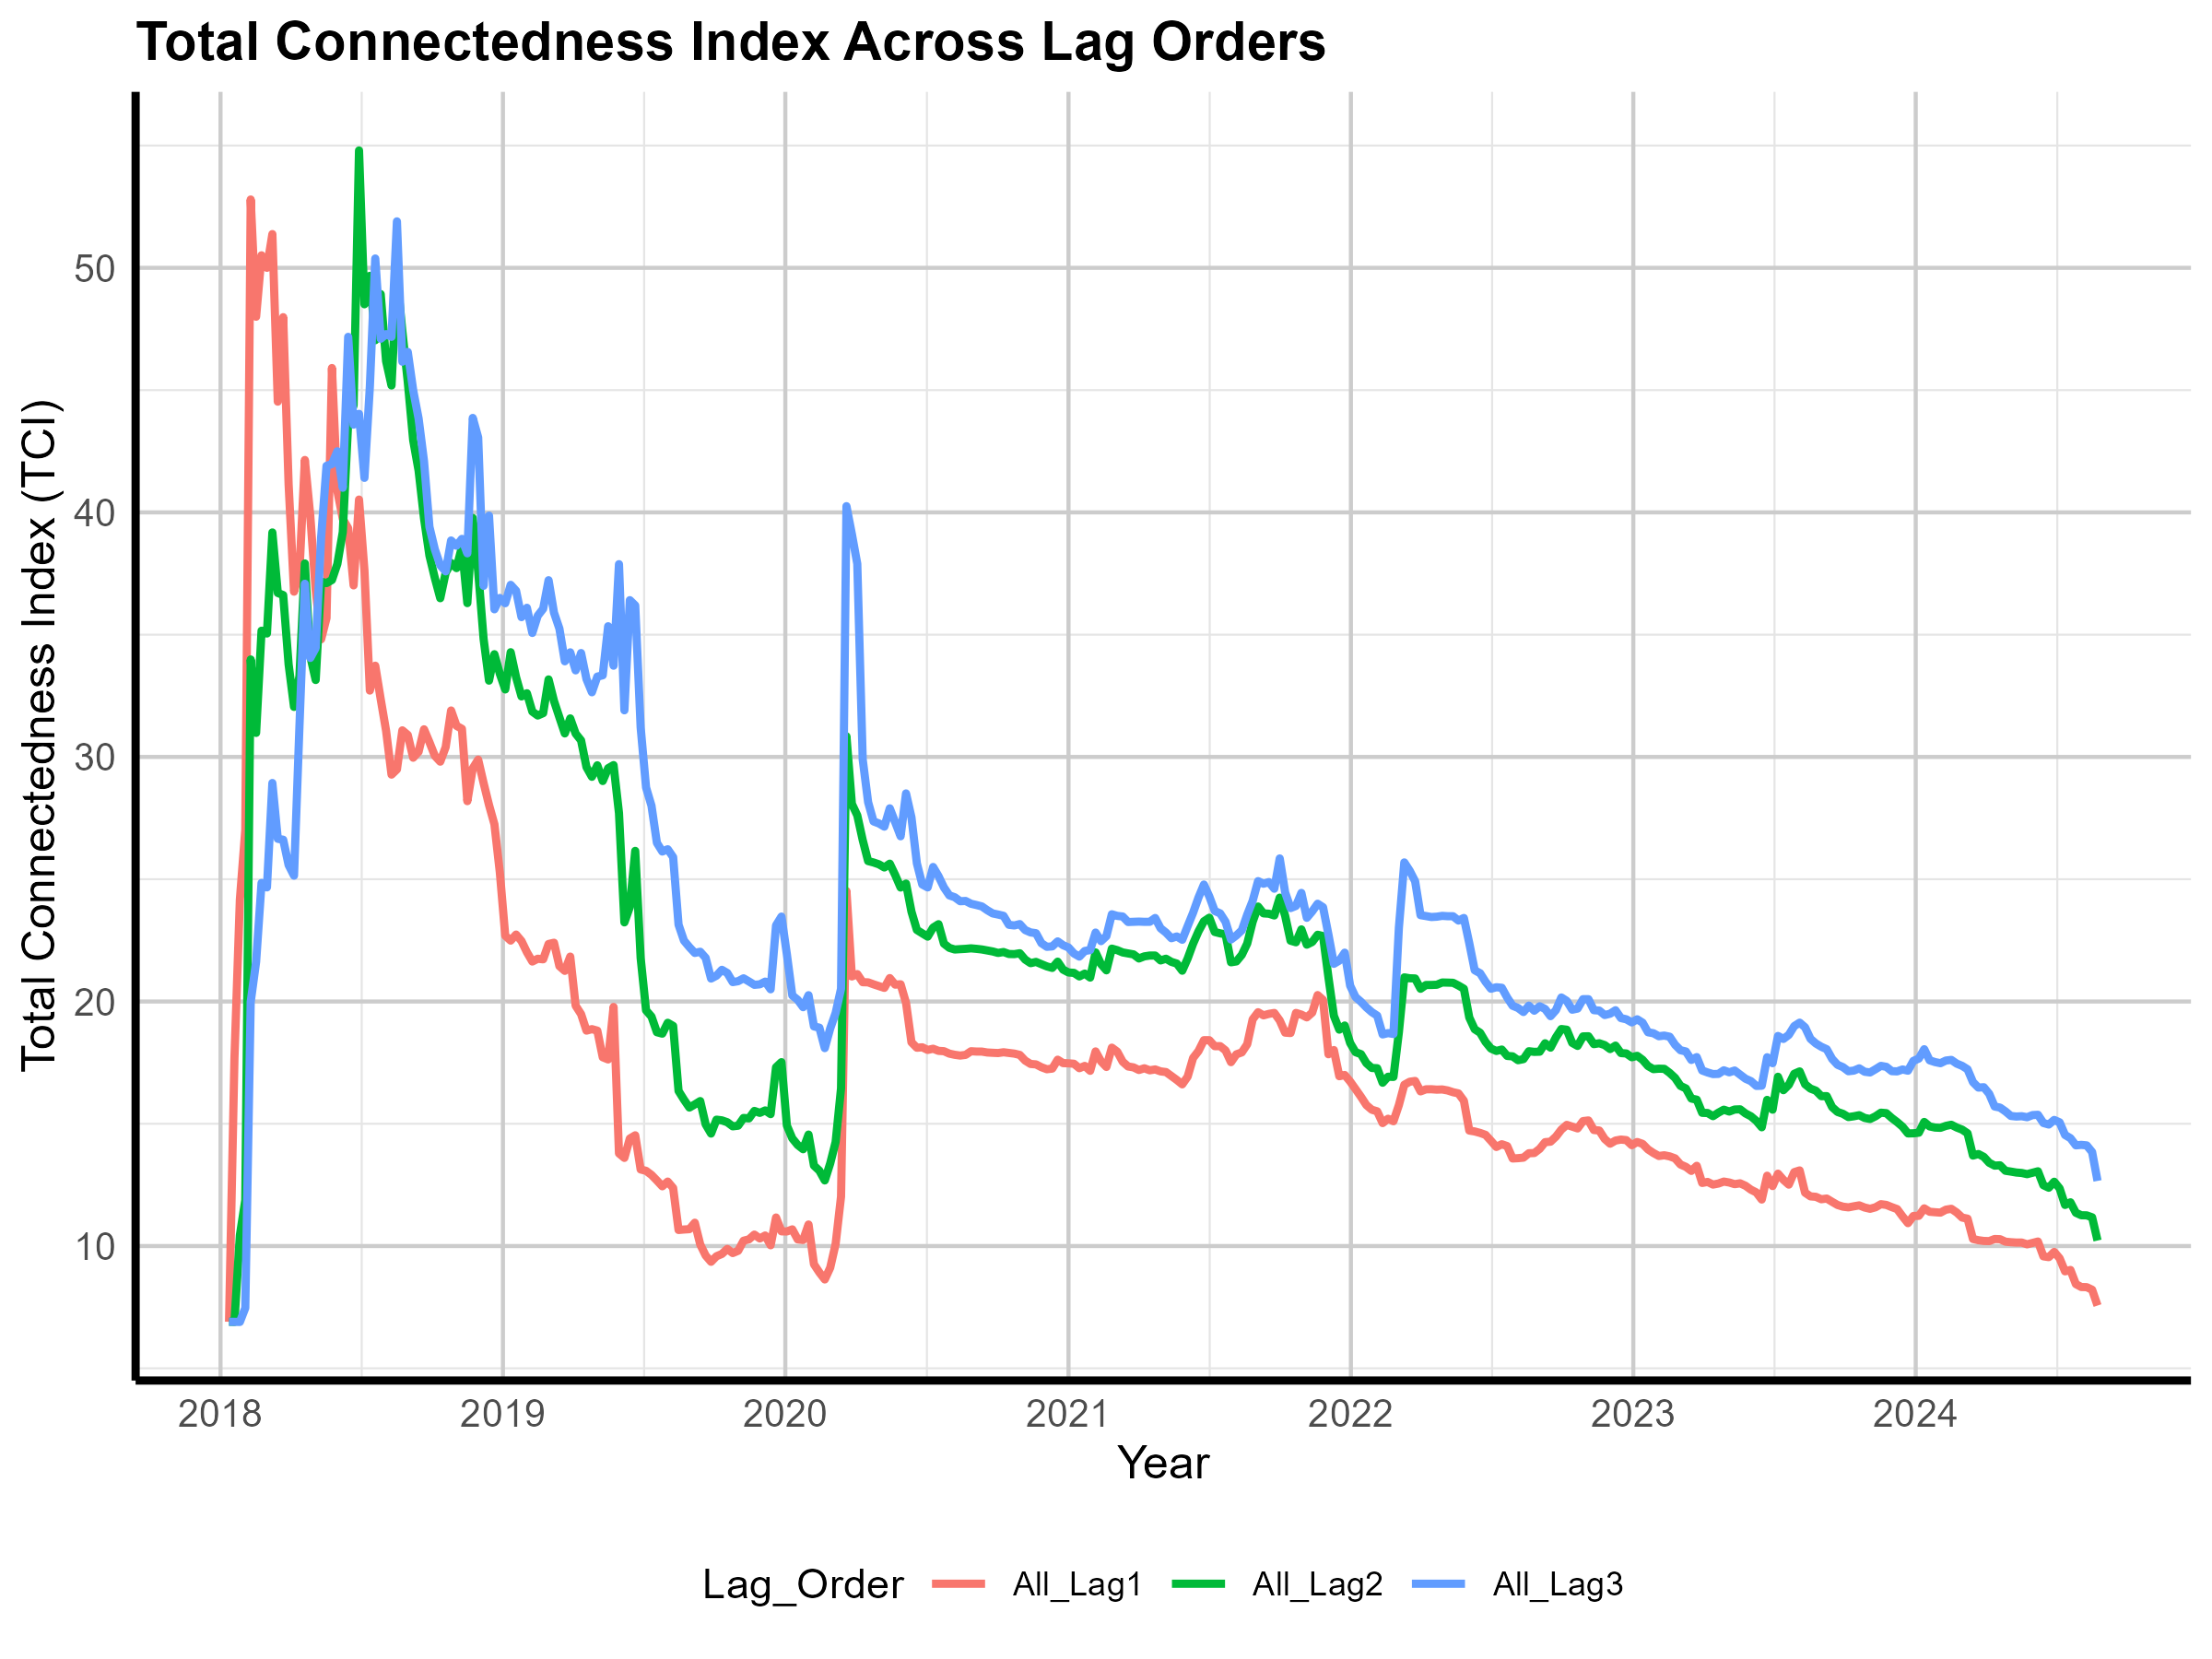 Total Connectedness Index Across Lag Orders
Total Connectedness Index (TCI)
50
40
30
20
10
2018 2019 2020 2021 2022 2023 2024
Year
Lag_Order All_Lag1 All_Lag2 All_Lag3